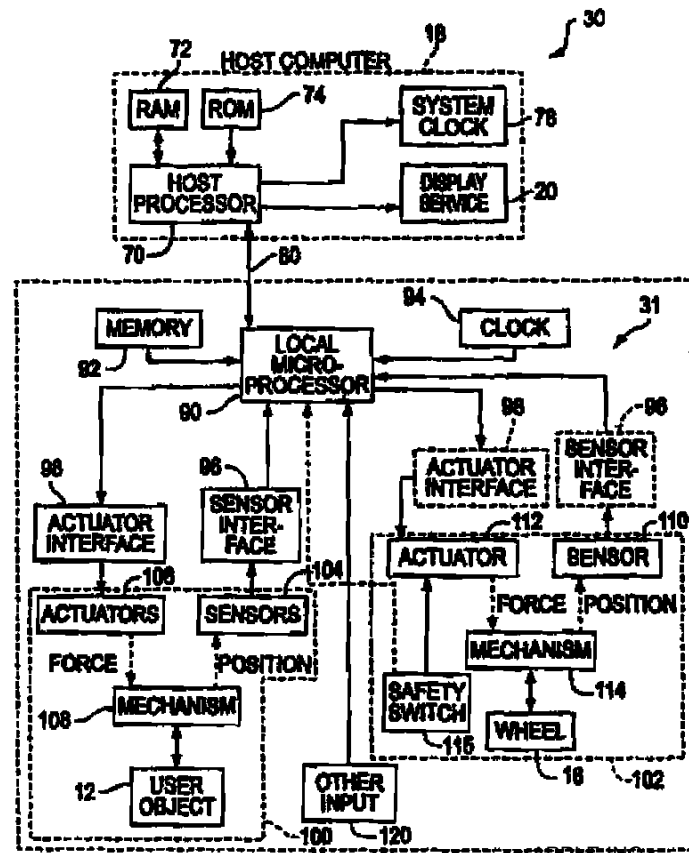 30
18
HOST COMPUTER
72
74
RAM
ROM
SYSTEM
CLOCK
78
HOST
PROCESSOR
DISPLAY
SERVICE
20
70
80
94
31
MEMORY
92
CLOCK
LOCAL
MICRO-
PROCESSOR
90
98
96
98
96
ACTUATOR
INTERFACE
SENSOR
INTER-
FACE
ACTUATOR
INTERFACE
SENSOR
INTER-
FACE
112
110
106
104
ACTUATOR
SENSOR
ACTUATORS
SENSORS
FORCE
POSITION
FORCE
POSITION
MECHANISM
114
108
MECHANISM
SAFETY
SWITCH
115
WHEEL
16
12
USER
OBJECT
OTHER
INPUT
102
100
120